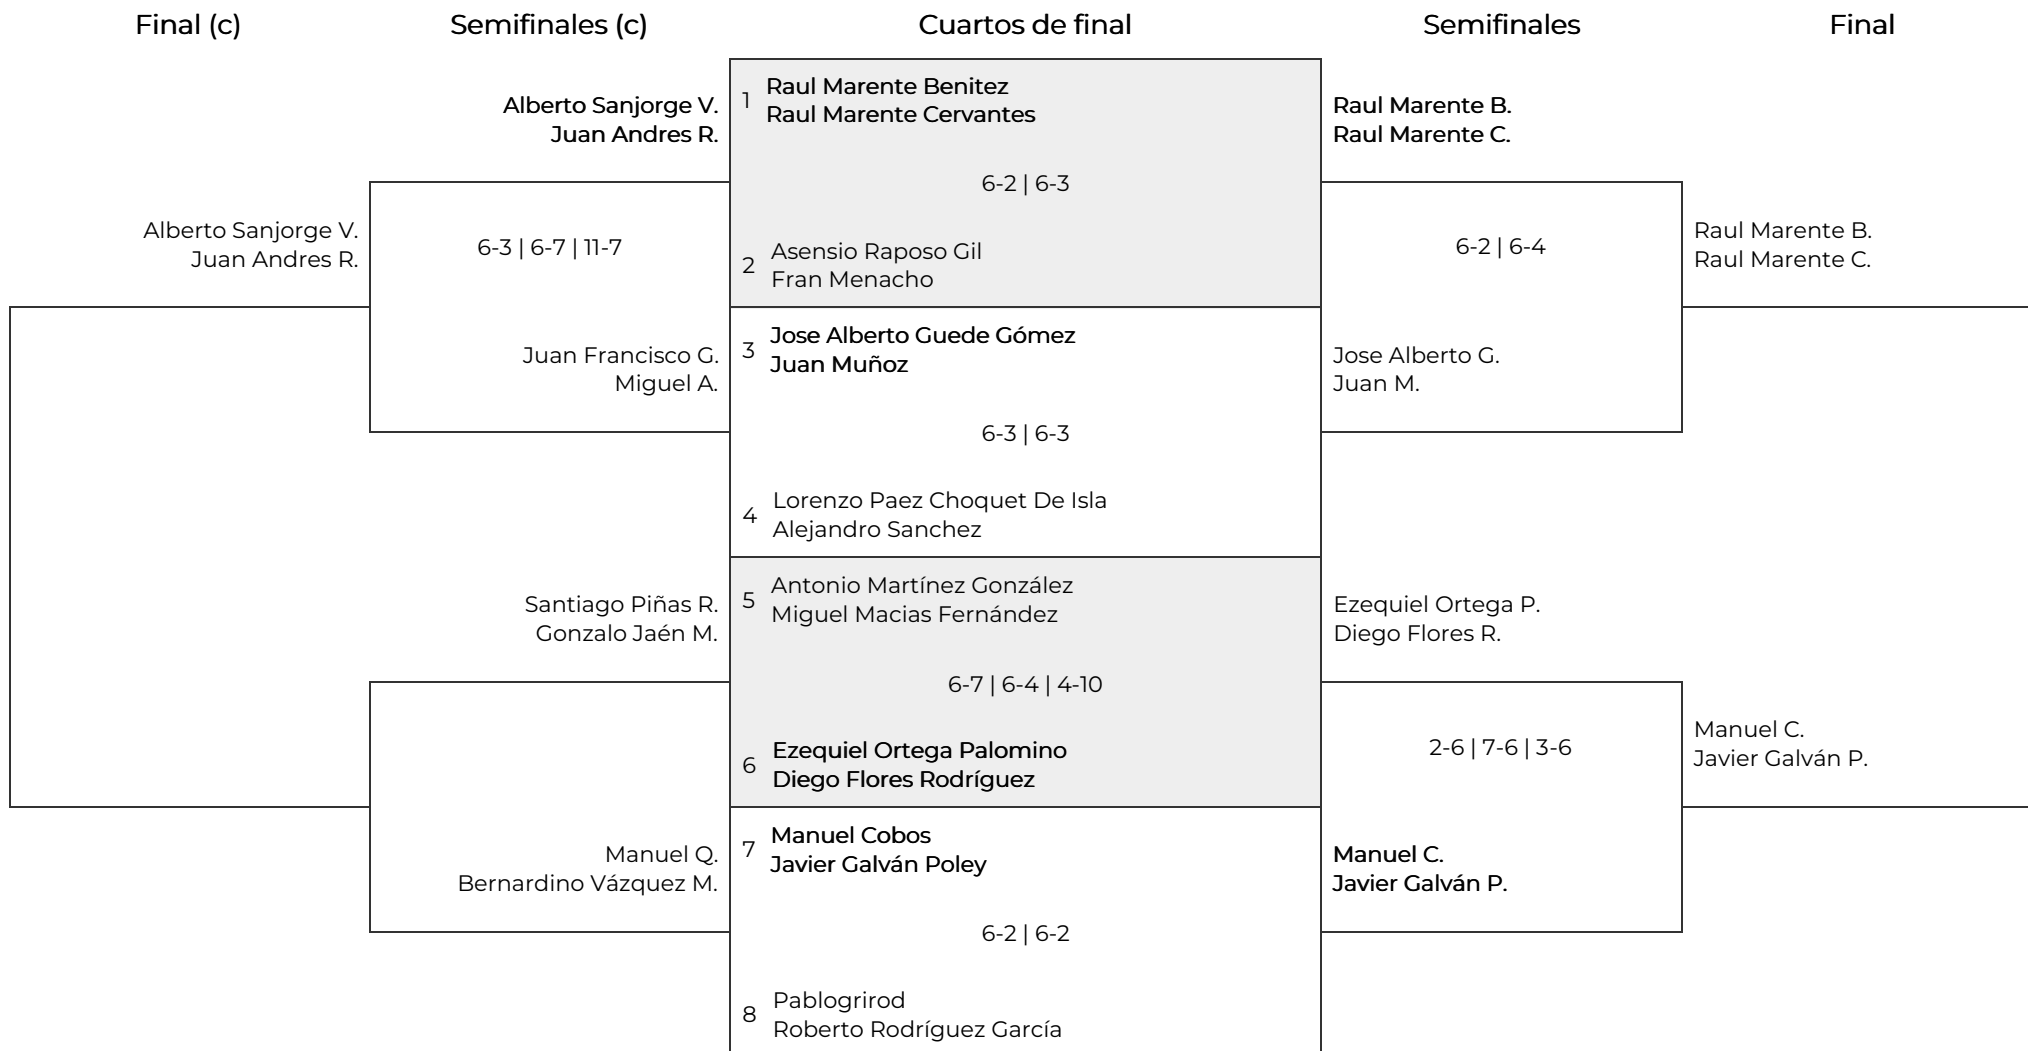 Final (c)
Semifinales (c)
Cuartos de final
Semifinales
Final
Alberto Sanjorge V.
Juan Andres R.
6-3 | 6-7 | 11-7
Alberto Sanjorge V.
Juan Andres R.
Juan Francisco G.
Miguel A.
Santiago Piñas R.
Gonzalo Jaén M.
Manuel Q.
Bernardino Vázquez M.
1
Raul Marente Benitez
Raul Marente Cervantes
6-2 | 6-3
2
Asensio Raposo Gil
Fran Menacho
3
Jose Alberto Guede Gómez
Juan Muñoz
6-3 | 6-3
4
Lorenzo Paez Choquet De Isla
Alejandro Sanchez
5
Antonio Martínez González
Miguel Macias Fernández
6-7 | 6-4 | 4-10
6
Ezequiel Ortega Palomino
Diego Flores Rodríguez
7
Manuel Cobos
Javier Galván Poley
6-2 | 6-2
8
Pablogrirod
Roberto Rodríguez García
Raul Marente B.
Raul Marente C.
6-2 | 6-4
Jose Alberto G.
Juan M.
Ezequiel Ortega P.
Diego Flores R.
2-6 | 7-6 | 3-6
Manuel C.
Javier Galván P.
Raul Marente B.
Raul Marente C.
Manuel C.
Javier Galván P.